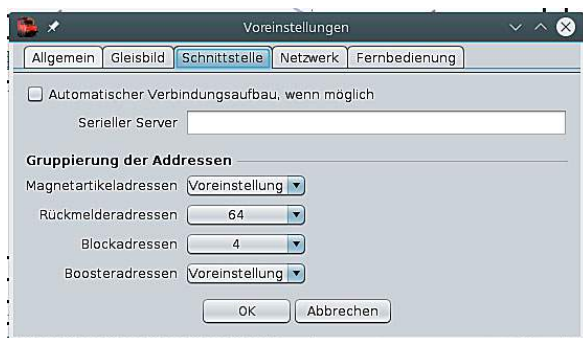 Voreinstellungen
Allgemein Gleisbild Schnittstelle Netzwerk Fernbedienung
Automatischer Verbindungsaufbau, wenn möglich
Serieller Server
Gruppierung der Addressen
Magnetartikeladressen Voreinstellung
Rückmelderadressen 64
Blockadressen 4
Boosteradressen Voreinstellung
OK Abbrechen